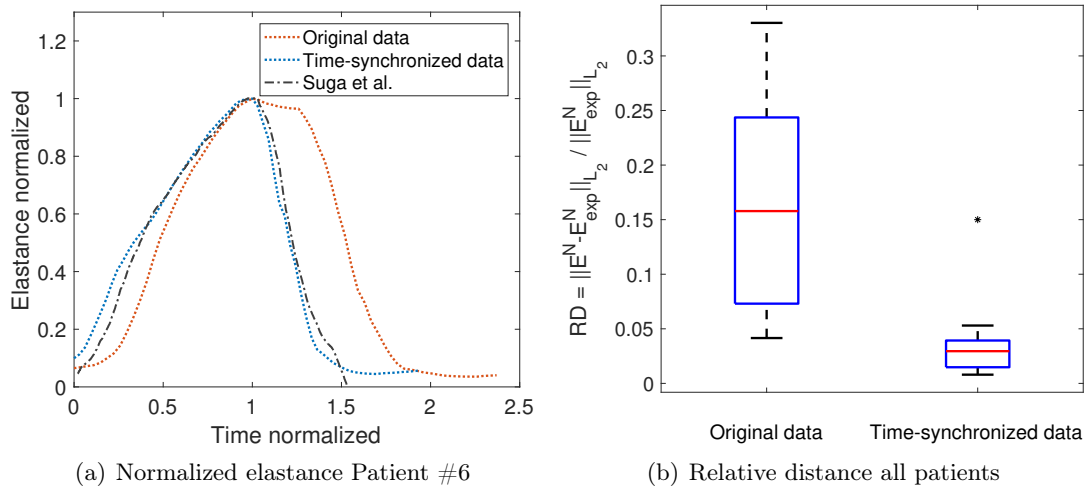 1.2
1
0.8
0.6
0.4
0.2
0
Elastance normalized
0
0.5
1
1.5
2
2.5
Time normalized
Original data
Time-synchronized data
Suga et al.
(a) Normalized elastance Patient #6
0.3
0.25
0.2
0.15
0.1
0.05
0
RD = ||E^N-E^N_exp||_L_2 / ||E^N_exp||_L_2
Original data
Time-synchronized data
(b) Relative distance all patients